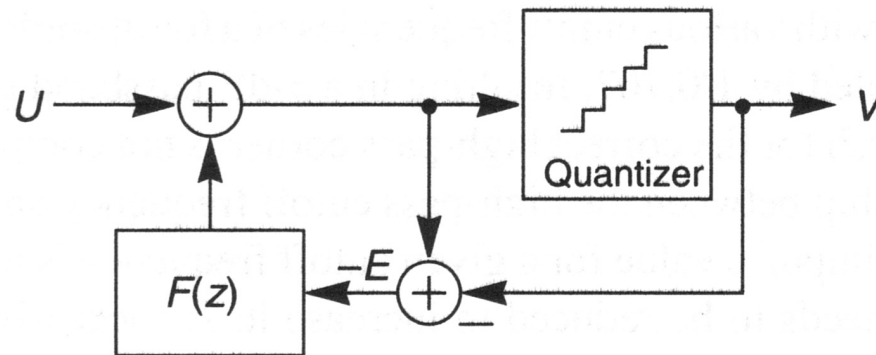 U
+
V
Quantizer
F(z)
–E
+
–